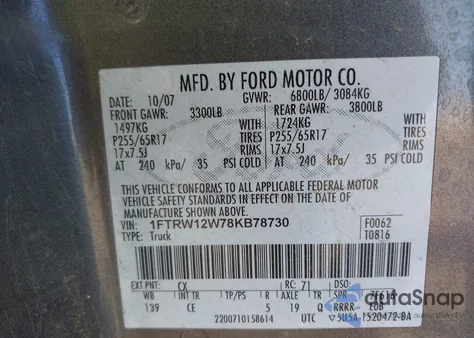 MFD. BY FORD MOTOR CO.
DATE: 10/07 GVWR: 6800LB/ 3084KG
FRONT GAWR: 3300LB REAR GAWR: 3800LB
1497KG WITH 1724KG WITH
P255/65R17 TIRES P255/65R17 TIRES
17x7.5J RIMS 17x7.5J RIMS
AT 240 kPa/ 35 PSI COLD AT 240 kPa/ 35 PSI COLD
THIS VEHICLE CONFORMS TO ALL APPLICABLE FEDERAL MOTOR
VEHICLE SAFETY STANDARDS IN EFFECT ON THE DATE OF
MANUFACTURE SHOWN ABOVE.
VIN: 1FTRW12W78KB78730 F0062
TYPE: Truck T0816
EXT PNT: CX RC: 71 DSO:
WB INT TR TP/PS R AXLE TR SPR
139 CE 5 19 Q RRRR
2200710158614 UTC 5U5A-1520472-BA
autoSnap